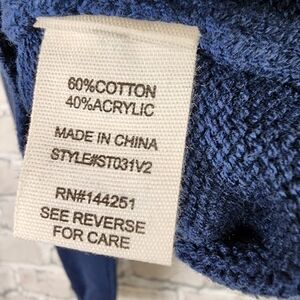 60%COTTON
40%ACRYLIC
MADE IN CHINA
STYLE#ST031V2
RN#144251
SEE REVERSE
FOR CARE